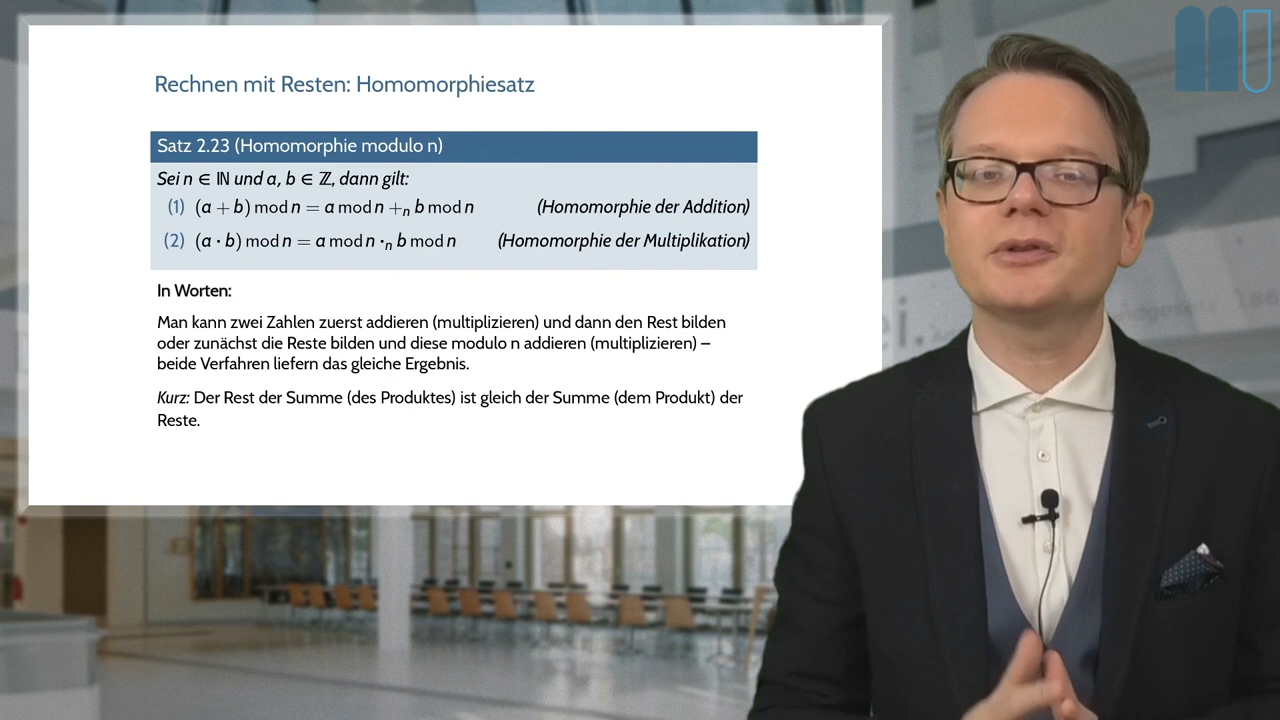 Rechnen mit Resten: Homomorphiesatz
Satz 2.23 (Homomorphie modulo n)
Sei n ∈ ℕ und a, b ∈ ℤ, dann gilt:
(1) (a + b) mod n = a mod n +ₙ b mod n (Homomorphie der Addition)
(2) (a · b) mod n = a mod n ·ₙ b mod n (Homomorphie der Multiplikation)
In Worten:
Man kann zwei Zahlen zuerst addieren (multiplizieren) und dann den Rest bilden
oder zunächst die Reste bilden und diese modulo n addieren (multiplizieren) –
beide Verfahren liefern das gleiche Ergebnis.
Kurz: Der Rest der Summe (des Produktes) ist gleich der Summe (dem Produkt) der
Reste.